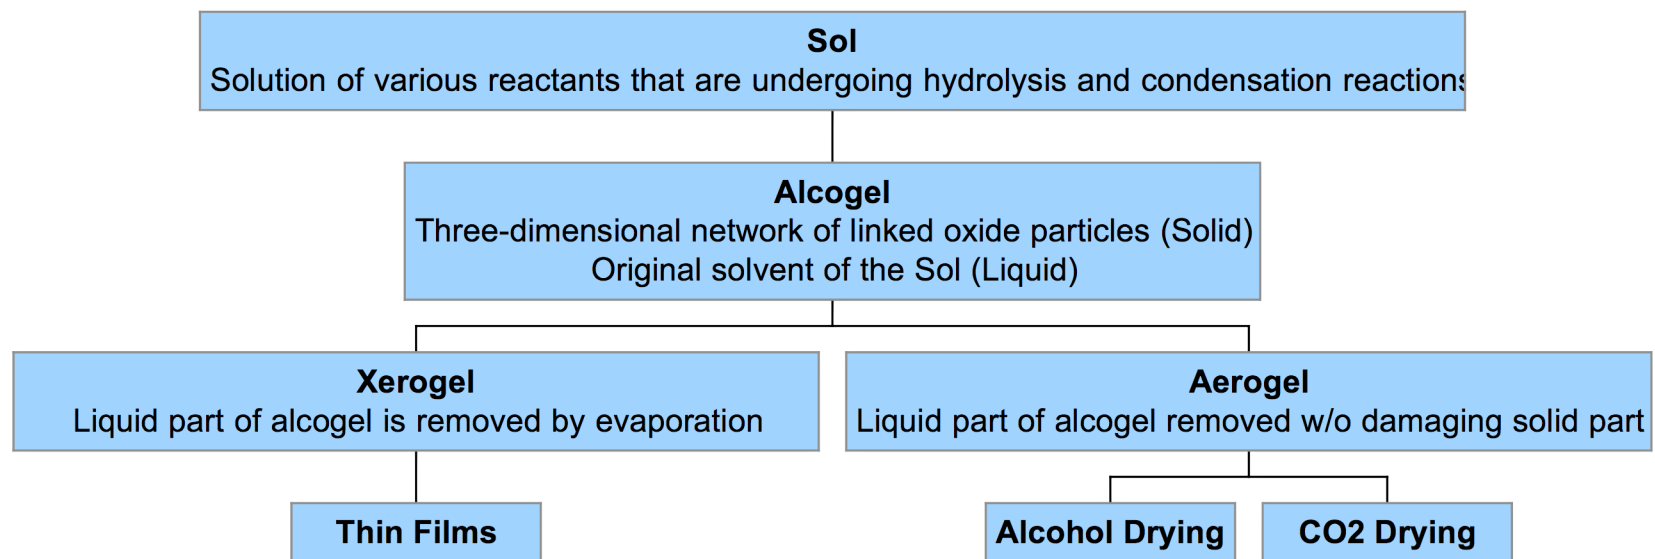 Sol
Solution of various reactants that are undergoing hydrolysis and condensation reactions
Alcogel
Three-dimensional network of linked oxide particles (Solid)
Original solvent of the Sol (Liquid)
Xerogel
Liquid part of alcogel is removed by evaporation
Aerogel
Liquid part of alcogel removed w/o damaging solid part
Thin Films
Alcohol Drying
CO2 Drying